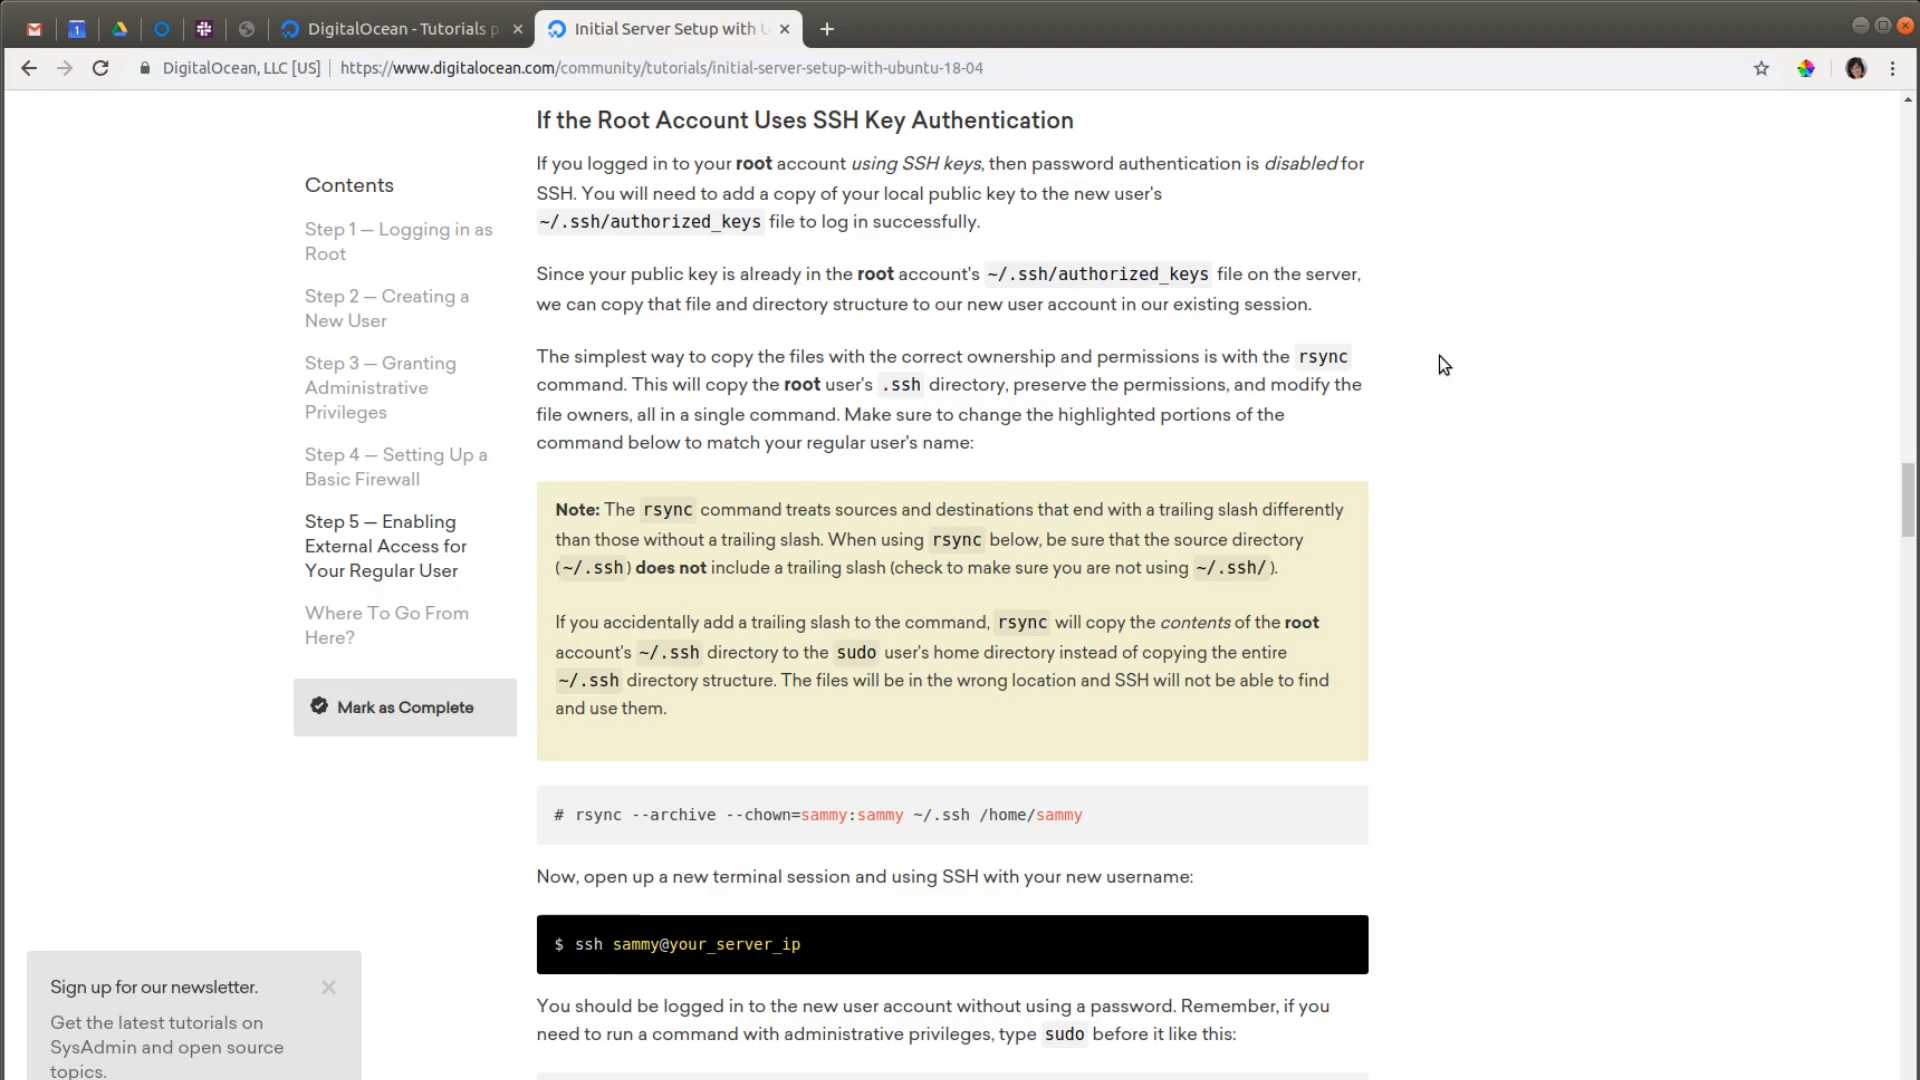 1
DigitalOcean - Tutorials p
Initial Server Setup with U
DigitalOcean, LLC [US]
https://www.digitalocean.com/community/tutorials/initial-server-setup-with-ubuntu-18-04
Contents
Step 1 — Logging in as
Root
Step 2 — Creating a
New User
Step 3 — Granting
Administrative
Privileges
Step 4 — Setting Up a
Basic Firewall
Step 5 — Enabling
External Access for
Your Regular User
Where To Go From
Here?
Mark as Complete
Sign up for our newsletter.
Get the latest tutorials on
SysAdmin and open source
topics.
If the Root Account Uses SSH Key Authentication
If you logged in to your root account using SSH keys, then password authentication is disabled for
SSH. You will need to add a copy of your local public key to the new user's
~/.ssh/authorized_keys file to log in successfully.
Since your public key is already in the root account's ~/.ssh/authorized_keys file on the server,
we can copy that file and directory structure to our new user account in our existing session.
The simplest way to copy the files with the correct ownership and permissions is with the rsync
command. This will copy the root user's .ssh directory, preserve the permissions, and modify the
file owners, all in a single command. Make sure to change the highlighted portions of the
command below to match your regular user's name:
Note: The rsync command treats sources and destinations that end with a trailing slash differently
than those without a trailing slash. When using rsync below, be sure that the source directory
(~/.ssh) does not include a trailing slash (check to make sure you are not using ~/.ssh/).
If you accidentally add a trailing slash to the command, rsync will copy the contents of the root
account's ~/.ssh directory to the sudo user's home directory instead of copying the entire
~/.ssh directory structure. The files will be in the wrong location and SSH will not be able to find
and use them.
# rsync --archive --chown=sammy:sammy ~/.ssh /home/sammy
Now, open up a new terminal session and using SSH with your new username:
$ ssh sammy@your_server_ip
You should be logged in to the new user account without using a password. Remember, if you
need to run a command with administrative privileges, type sudo before it like this: